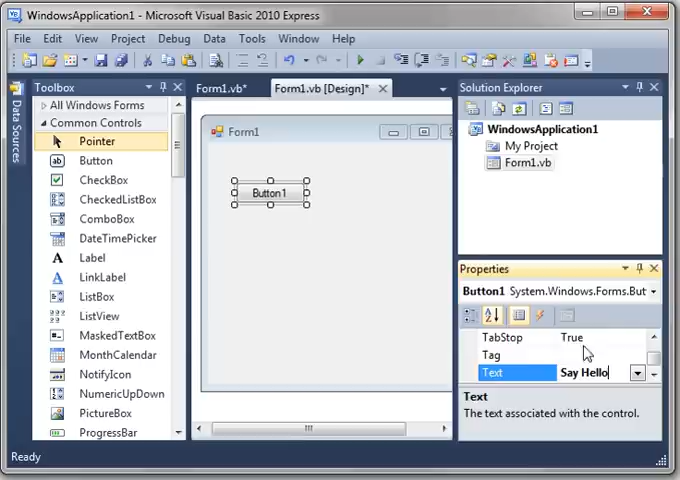 WindowsApplication1 - Microsoft Visual Basic 2010 Express
File Edit View Project Debug Data Tools Window Help
Data Sources
Toolbox
All Windows Forms
Common Controls
Pointer
Button
CheckBox
CheckedListBox
ComboBox
DateTimePicker
Label
LinkLabel
ListBox
ListView
MaskedTextBox
MonthCalendar
NotifyIcon
NumericUpDown
PictureBox
ProgressBar
Form1.vb* Form1.vb [Design]*
Form1
Button1
Solution Explorer
WindowsApplication1
My Project
Form1.vb
Properties
Button1 System.Windows.Forms.But
TabStop True
Tag
Text Say Hello
Text
The text associated with the control.
Ready